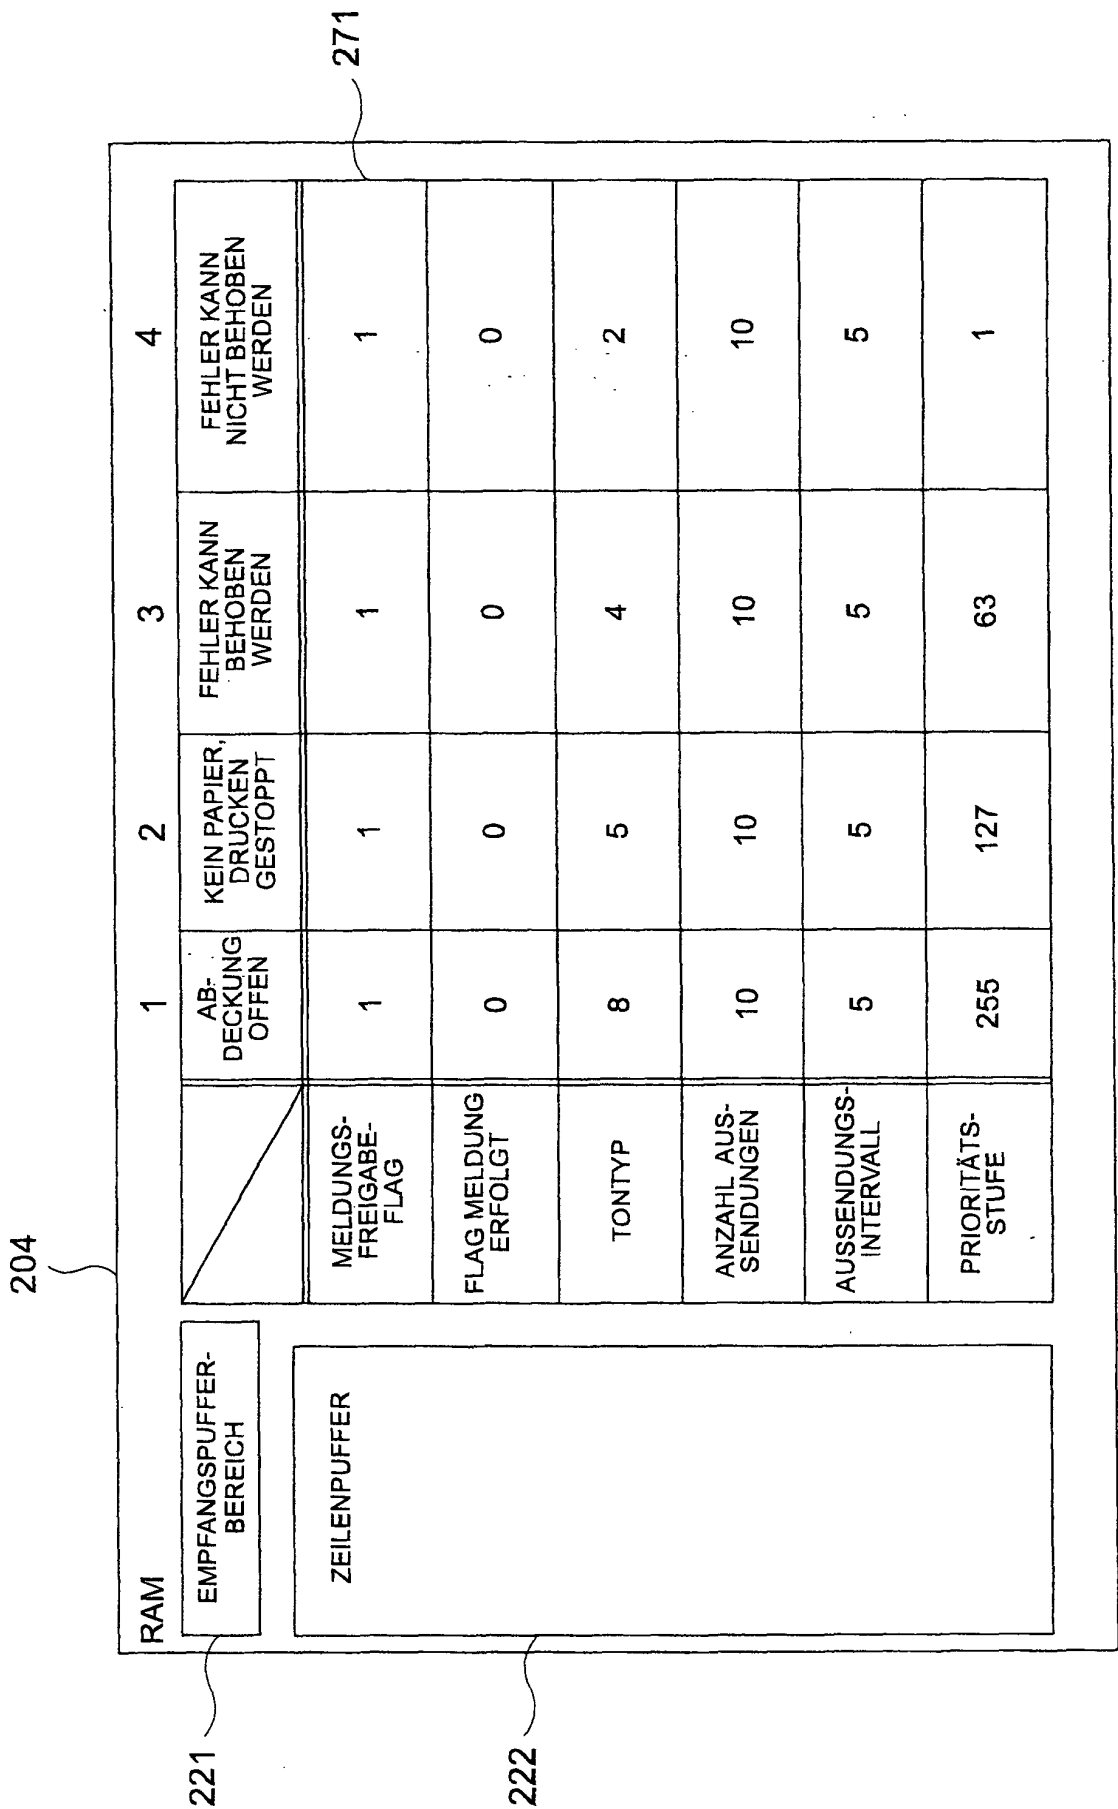 204
RAM
221
EMPFANGSPUFFER-
BEREICH
222
ZEILENPUFFER
271
1
2
3
4
AB-
DECKUNG
OFFEN
KEIN PAPIER,
DRUCKEN
GESTOPPT
FEHLER KANN
BEHOBEN
WERDEN
FEHLER KANN
NICHT BEHOBEN
WERDEN
MELDUNGS-
FREIGABE-
FLAG
1
1
1
1
FLAG MELDUNG
ERFOLGT
0
0
0
0
TONTYP
8
5
4
2
ANZAHL AUS-
SENDUNGEN
10
10
10
10
AUSSENDUNGS-
INTERVALL
5
5
5
5
PRIORITÄTS-
STUFE
255
127
63
1